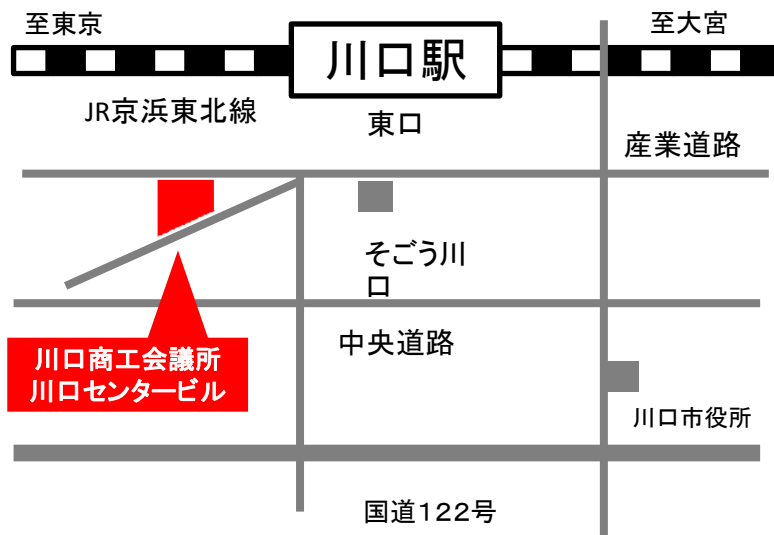 至東京
至大宮
川口駅
JR京浜東北線
東口
産業道路
そごう川
口
中央道路
川口商工会議所
川口センタービル
川口市役所
国道122号